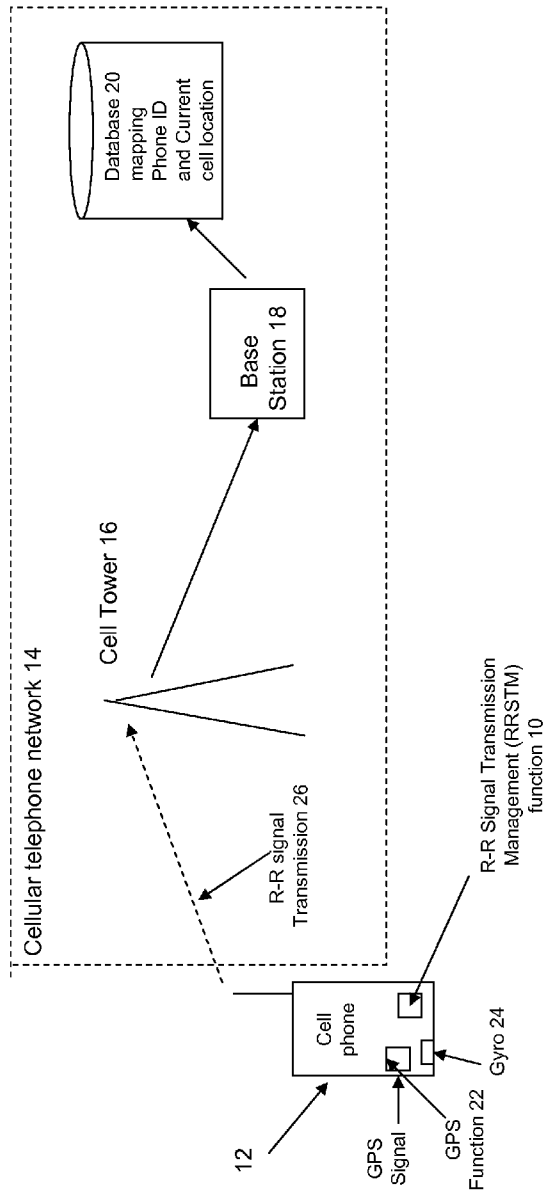 Cellular telephone network 14
Cell Tower 16
Base
Station 18
Database 20
mapping
Phone ID
and Current
cell location
R-R signal
Transmission 26
12
Cell
phone
GPS
Signal
GPS
Function 22
Gyro 24
R-R Signal Transmission
Management (RRSTM)
function 10